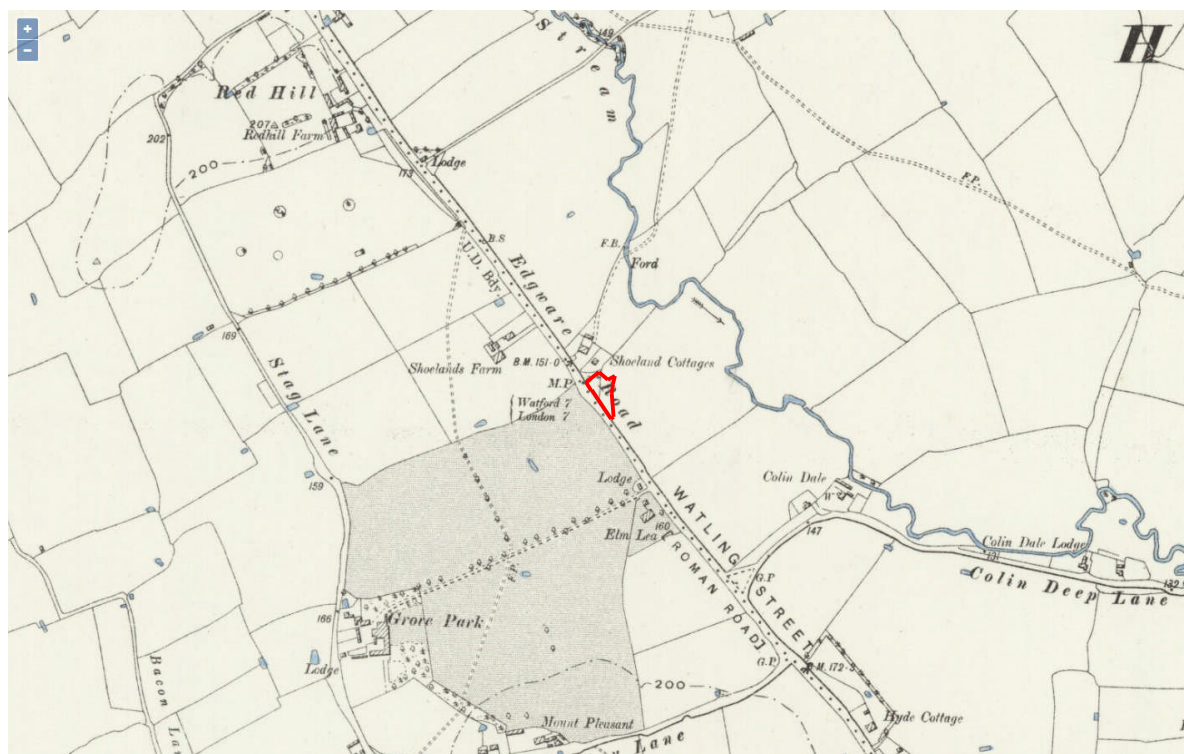 +
−
H
149
Stream
Red Hill
207
Redhill Farm
202
200
Lodge
173
F.P.
B.S.
F.B.
Ford
U.D. Bdy.
Edgware
169
Shoelands Farm
B.M. 151·0
Shoeland Cottages
M.P.
Road
{ Watford 7
{ London 7
Stag Lane
159
Lodge
Colin Dale
W
WATLING
Elm Lea
160
147
Colin Dale Lodge
131
[ROMAN ROAD]
G.P.
Colin Deep Lane
STREET
166
Grove Park
G.P.
B.M. 172·3
Lodge
Bacon
200
Mount Pleasant
Hyde Cottage
Lane